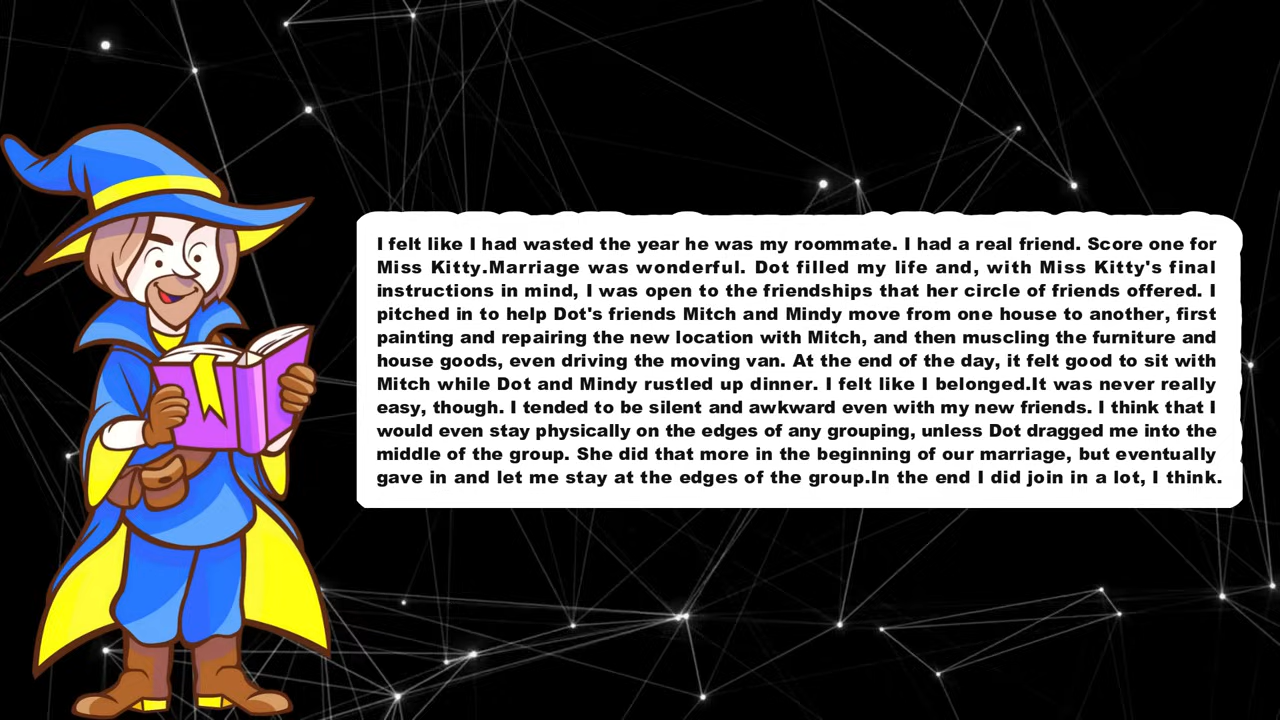 I felt like I had wasted the year he was my roommate. I had a real friend. Score one for
Miss Kitty.Marriage was wonderful. Dot filled my life and, with Miss Kitty's final
instructions in mind, I was open to the friendships that her circle of friends offered. I
pitched in to help Dot's friends Mitch and Mindy move from one house to another, first
painting and repairing the new location with Mitch, and then muscling the furniture and
house goods, even driving the moving van. At the end of the day, it felt good to sit with
Mitch while Dot and Mindy rustled up dinner. I felt like I belonged.It was never really
easy, though. I tended to be silent and awkward even with my new friends. I think that I
would even stay physically on the edges of any grouping, unless Dot dragged me into the
middle of the group. She did that more in the beginning of our marriage, but eventually
gave in and let me stay at the edges of the group.In the end I did join in a lot, I think.